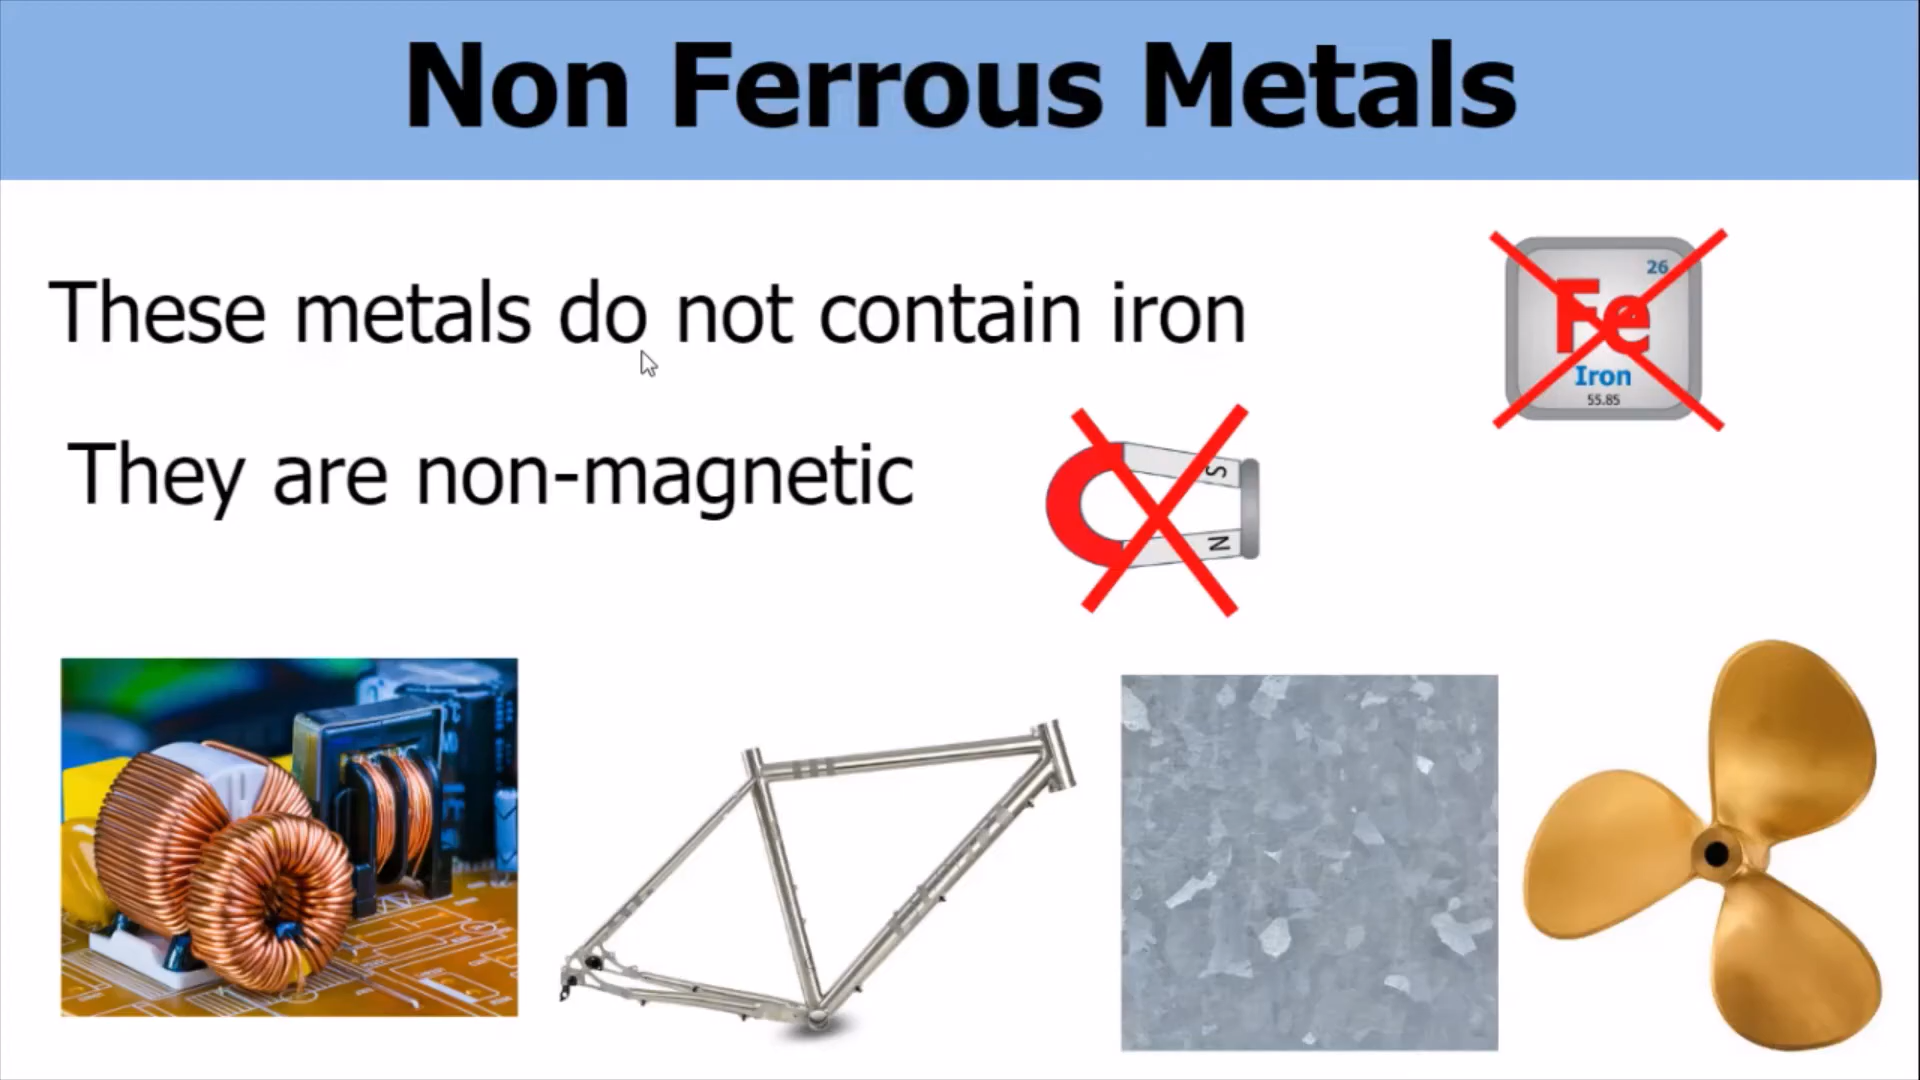 Non Ferrous Metals
These metals do not contain iron
26
Fe
Iron
55.85
They are non-magnetic
S
N